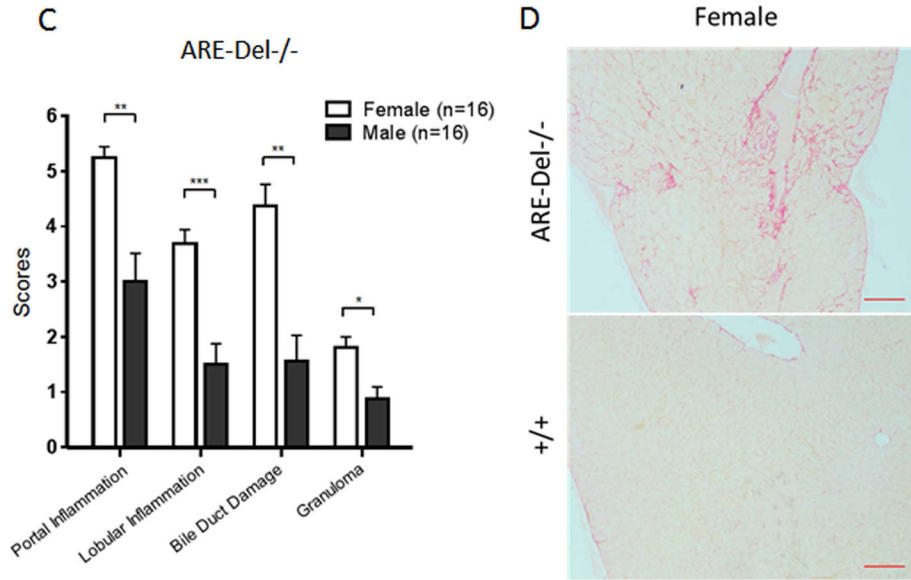 C
ARE-Del-/-
Female (n=16)
Male (n=16)
Scores
6
5
4
3
2
1
0
**
***
**
*
Portal Inflammation
Lobular Inflammation
Bile Duct Damage
Granuloma
D
Female
ARE-Del-/-
+/+